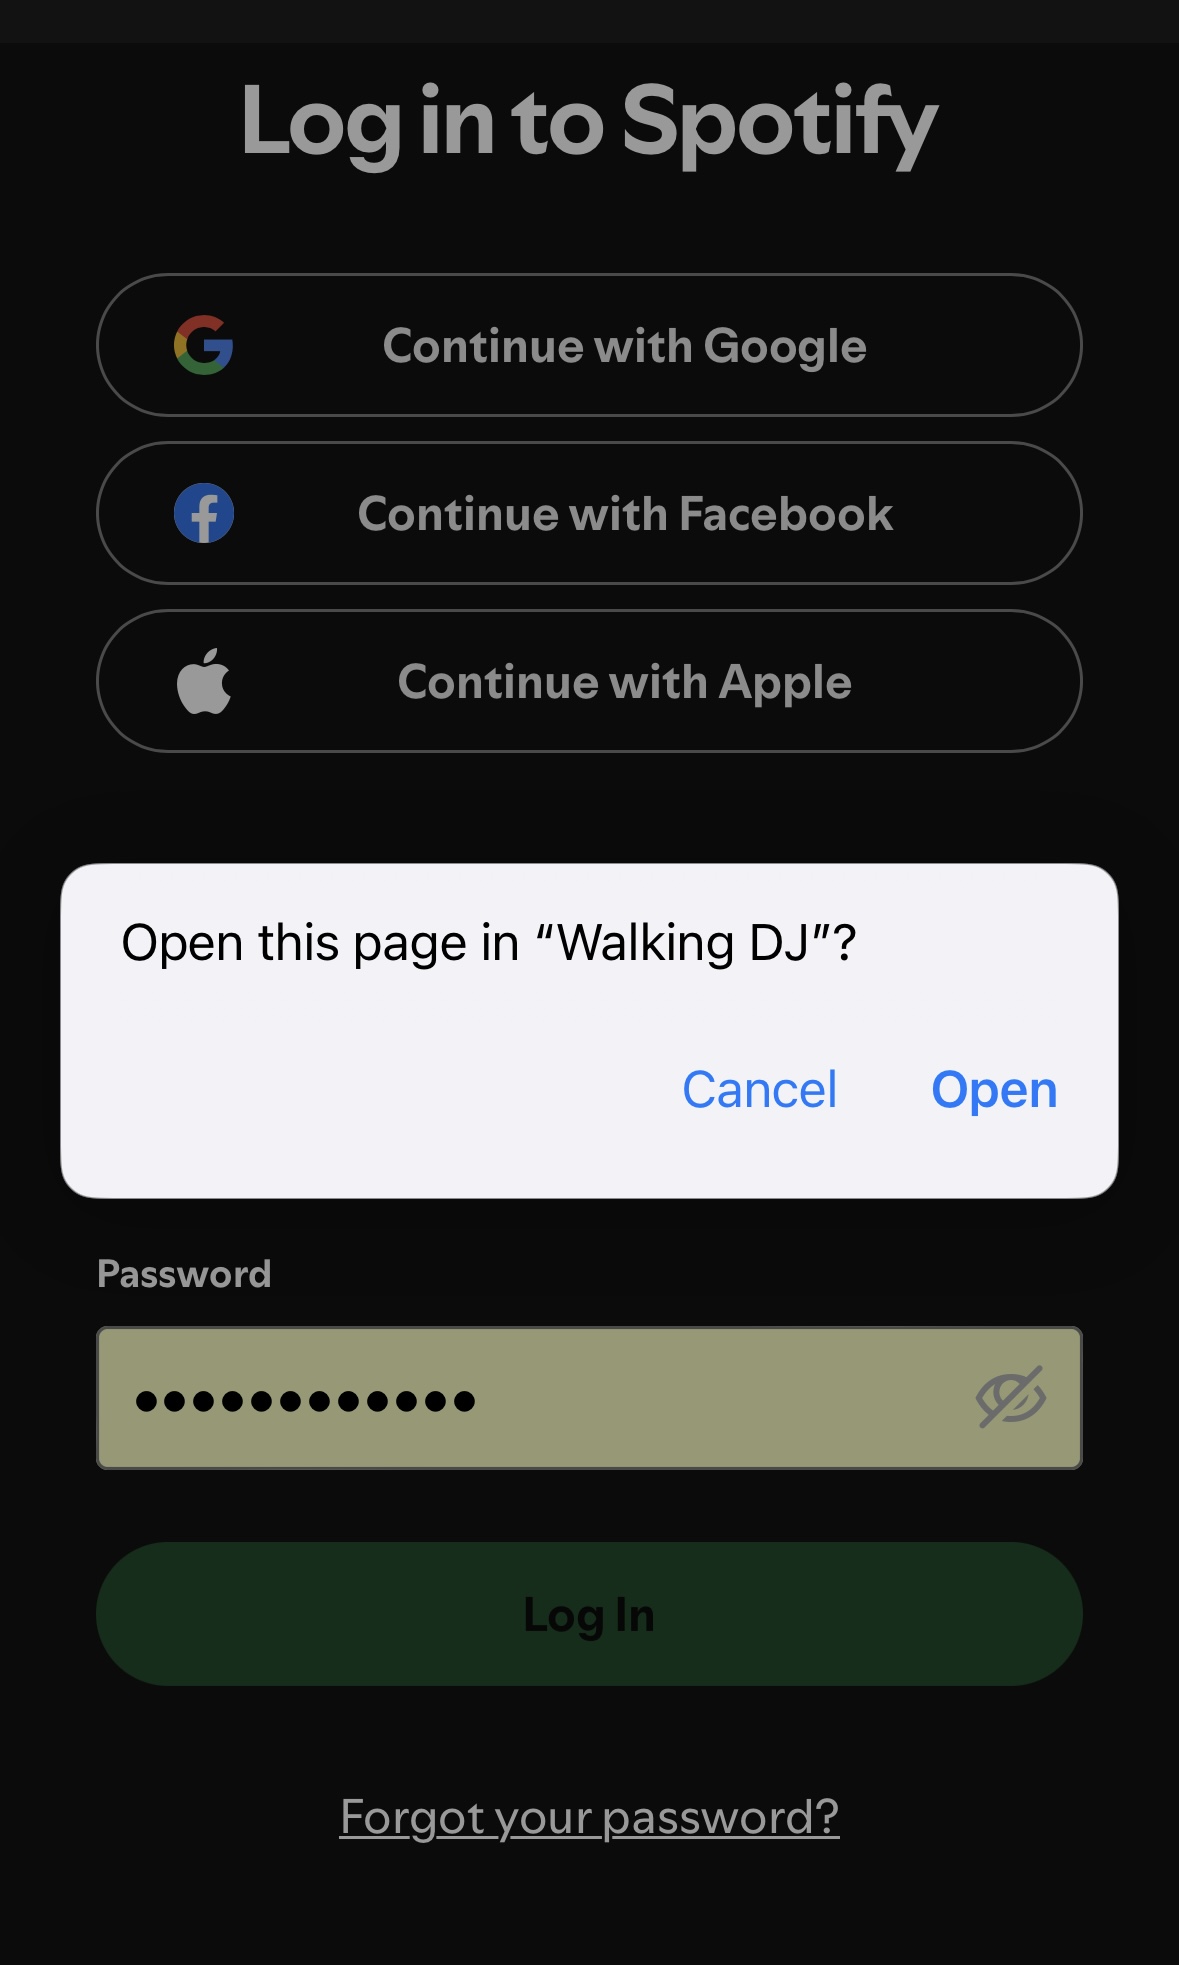 Log in to Spotify
Continue with Google
Continue with Facebook
Continue with Apple
Open this page in “Walking DJ”?
Cancel Open
Password
••••••••••••
Log In
Forgot your password?